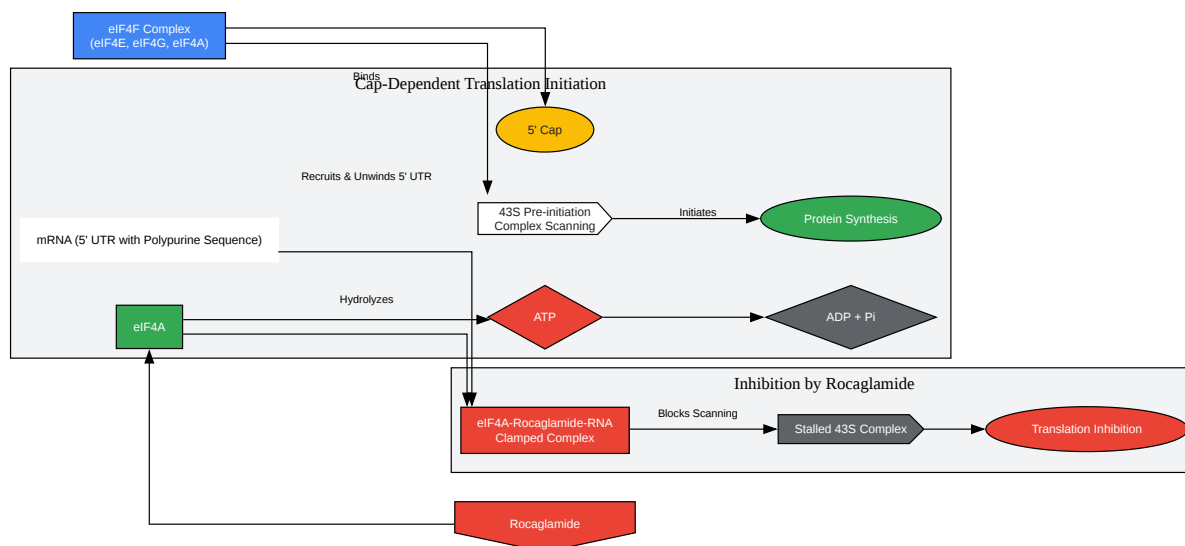 eIF4F Complex
(eIF4E, eIF4G, eIF4A)
Binds
Cap-Dependent Translation Initiation
5' Cap
Recruits & Unwinds 5' UTR
43S Pre-initiation
Complex Scanning
Initiates
Protein Synthesis
mRNA (5' UTR with Polypurine Sequence)
Hydrolyzes
eIF4A
ATP
ADP + Pi
Inhibition by Rocaglamide
eIF4A-Rocaglamide-RNA
Clamped Complex
Blocks Scanning
Stalled 43S Complex
Translation Inhibition
Rocaglamide